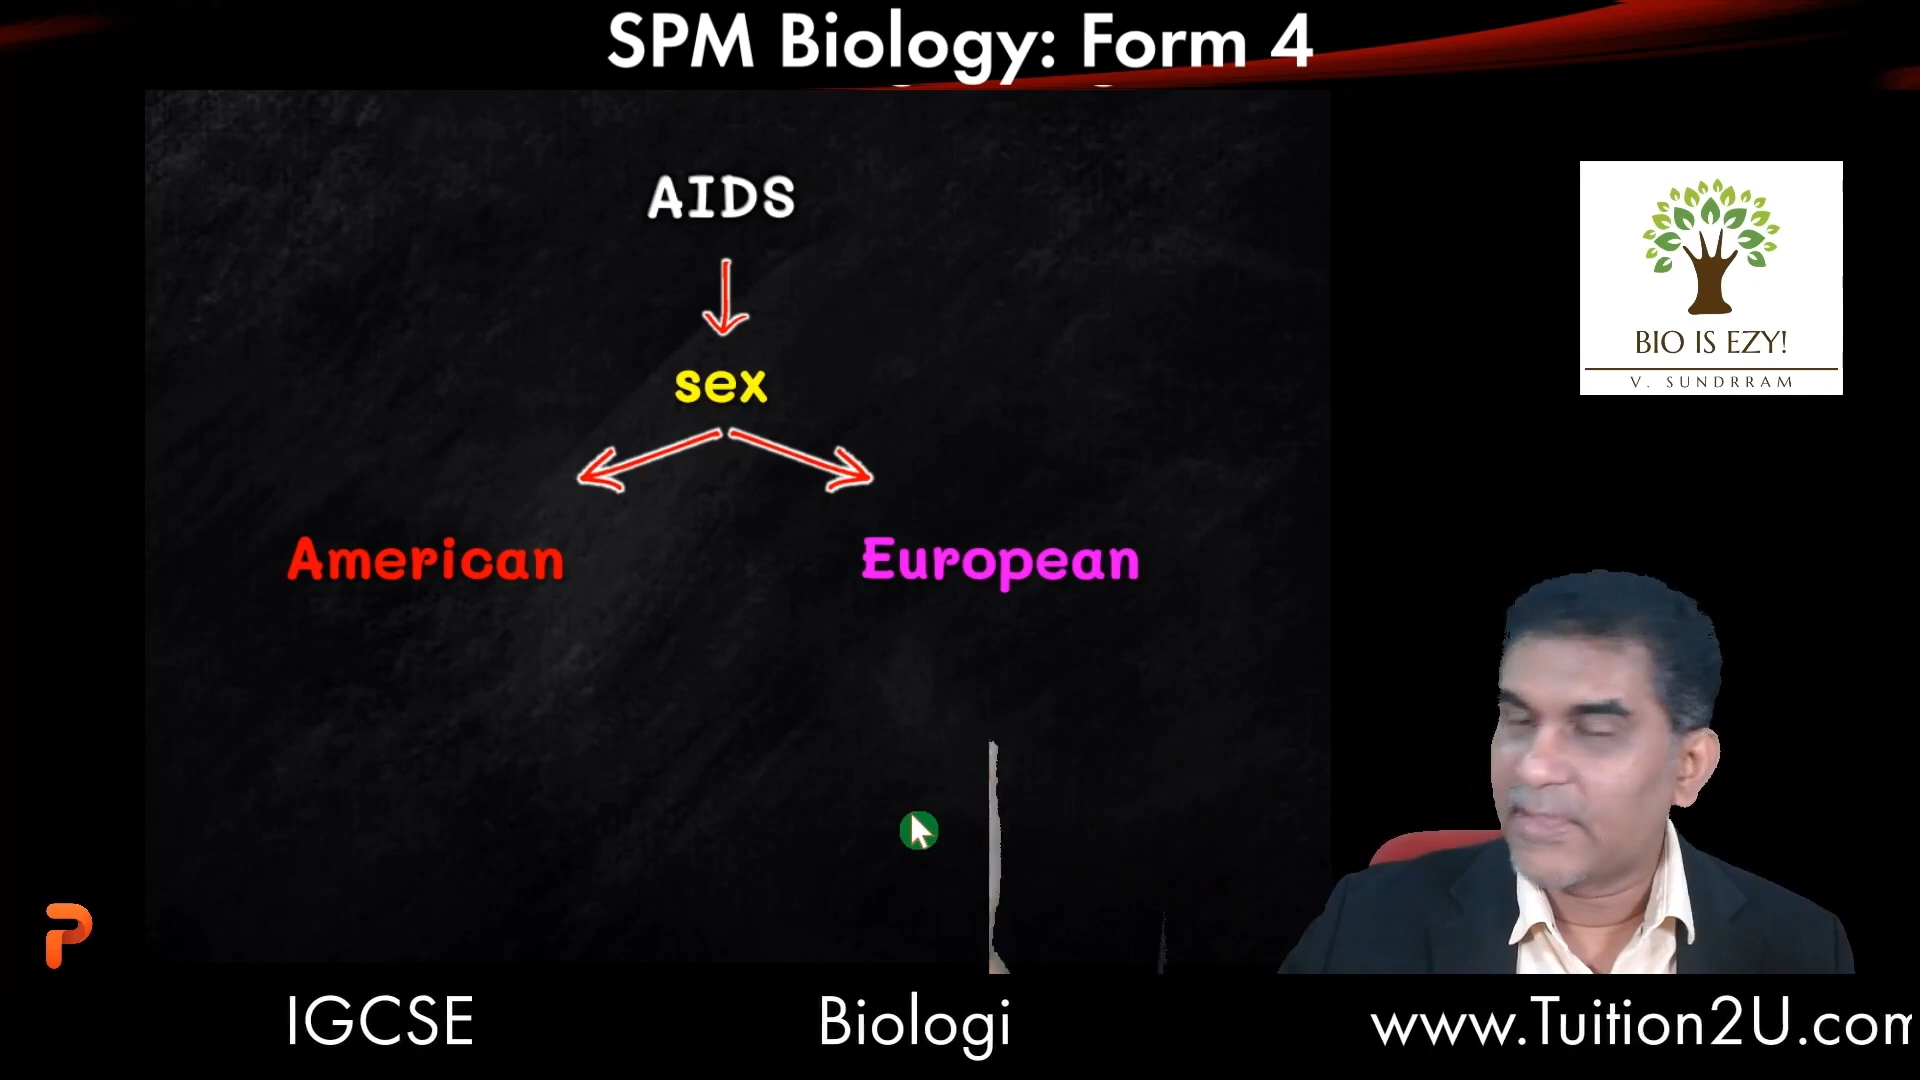 SPM Biology: Form 4
AIDS
sex
American
European
BIO IS EZY!
V. SUNDRRAM
IGCSE
Biologi
www.Tuition2U.com